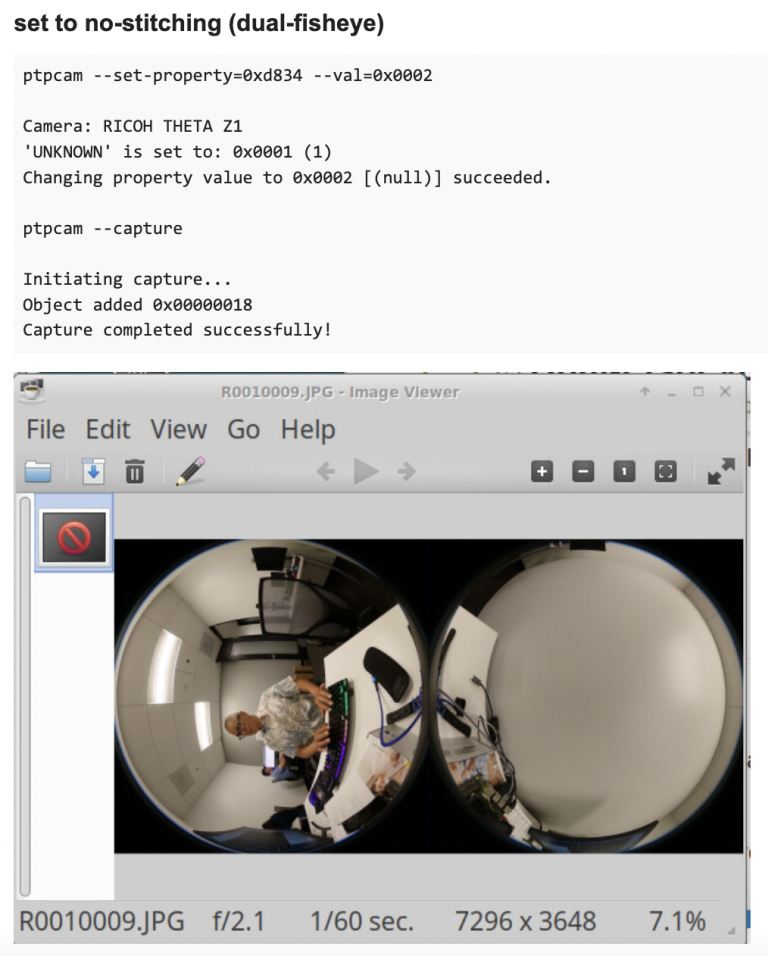 set to no-stitching (dual-fisheye)
ptpcam --set-property=0xd834 --val=0x0002
Camera: RICOH THETA Z1
'UNKNOWN' is set to: 0x0001 (1)
Changing property value to 0x0002 [(null)] succeeded.
ptpcam --capture
Initiating capture...
Object added 0x00000018
Capture completed successfully!
R0010009.JPG - Image Viewer
File Edit View Go Help
1
R0010009.JPG f/2.1 1/60 sec. 7296 x 3648 7.1%